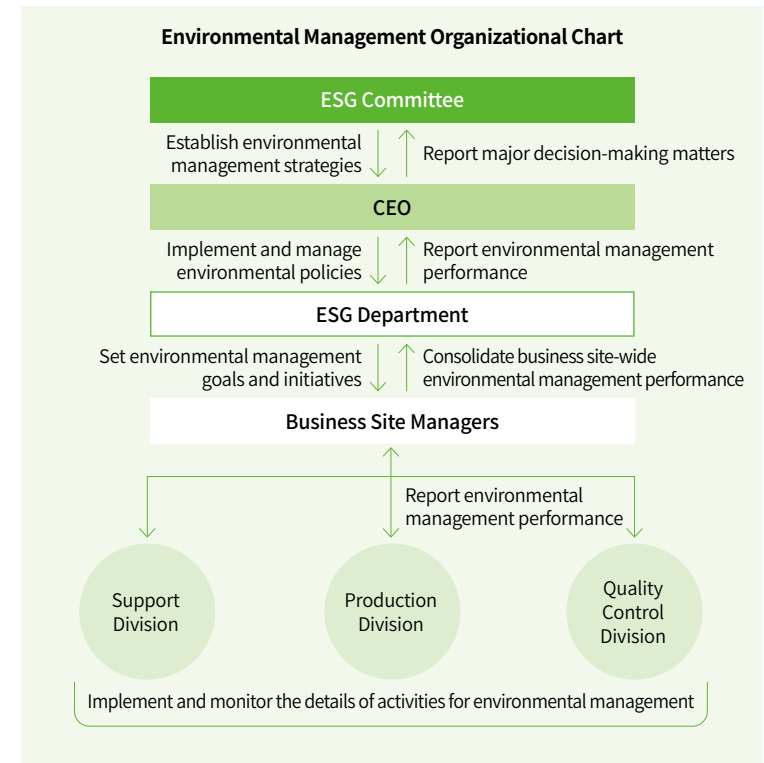 Environmental Management Organizational Chart
ESG Committee
Establish environmental
management strategies
Report major decision-making matters
CEO
Implement and manage
environmental policies
Report environmental management
performance
ESG Department
Set environmental management
goals and initiatives
Consolidate business site-wide
environmental management performance
Business Site Managers
Report environmental
management performance
Support
Division
Production
Division
Quality
Control
Division
Implement and monitor the details of activities for environmental management